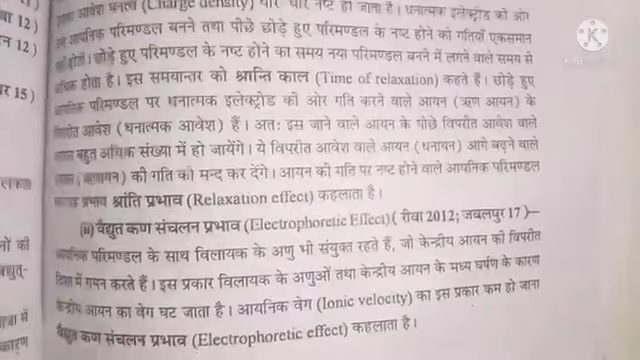 आवेश घनत्व (Charge density) धीरे धीरे नष्ट हो जाता है। धनात्मक इलेक्ट्रोड की ओर
आयनिक परिमण्डल बनने तथा पीछे छोड़े हुए परिमण्डल के नष्ट होने की गतियाँ एकसमान
होतीं। छोड़े हुए परिमण्डल के नष्ट होने का समय नया परिमण्डल बनने में लगने वाले समय से
अधिक होता है। इस समयान्तर को श्रान्ति काल (Time of relaxation) कहते हैं। छोड़े हुए
आयनिक परिमण्डल पर धनात्मक इलेक्ट्रोड की ओर गति करने वाले आयन (ऋण आयन) के
विपरीत आवेश (धनात्मक आवेश) हैं। अतः इस जाने वाले आयन के पीछे विपरीत आवेश वाले
बहुत अधिक संख्या में हो जायेंगे। ये विपरीत आवेश वाले आयन (धनायन) आगे बढ़ने वाले
की गति को मन्द कर देंगे। आयन की गति पर नष्ट होने वाले आयनिक परिमण्डल
प्रभाव श्रांति प्रभाव (Relaxation effect) कहलाता है।
(ii) वैद्युत कण संचलन प्रभाव (Electrophoretic Effect) ( रीवा 2012; जबलपुर 17 )–
आयनिक परिमण्डल के साथ विलायक के अणु भी संयुक्त रहते हैं, जो केन्द्रीय आयन की विपरीत
दिशा में गमन करते हैं। इस प्रकार विलायक के अणुओं तथा केन्द्रीय आयन के मध्य घर्षण के कारण
केन्द्रीय आयन का वेग घट जाता है। आयनिक वेग (Ionic velocity) का इस प्रकार कम हो जाना
वैद्युत कण संचलन प्रभाव (Electrophoretic effect) कहलाता है।
12 )
न 12 )
र 15 )
नों की
द्युत्-
में
कारण
K